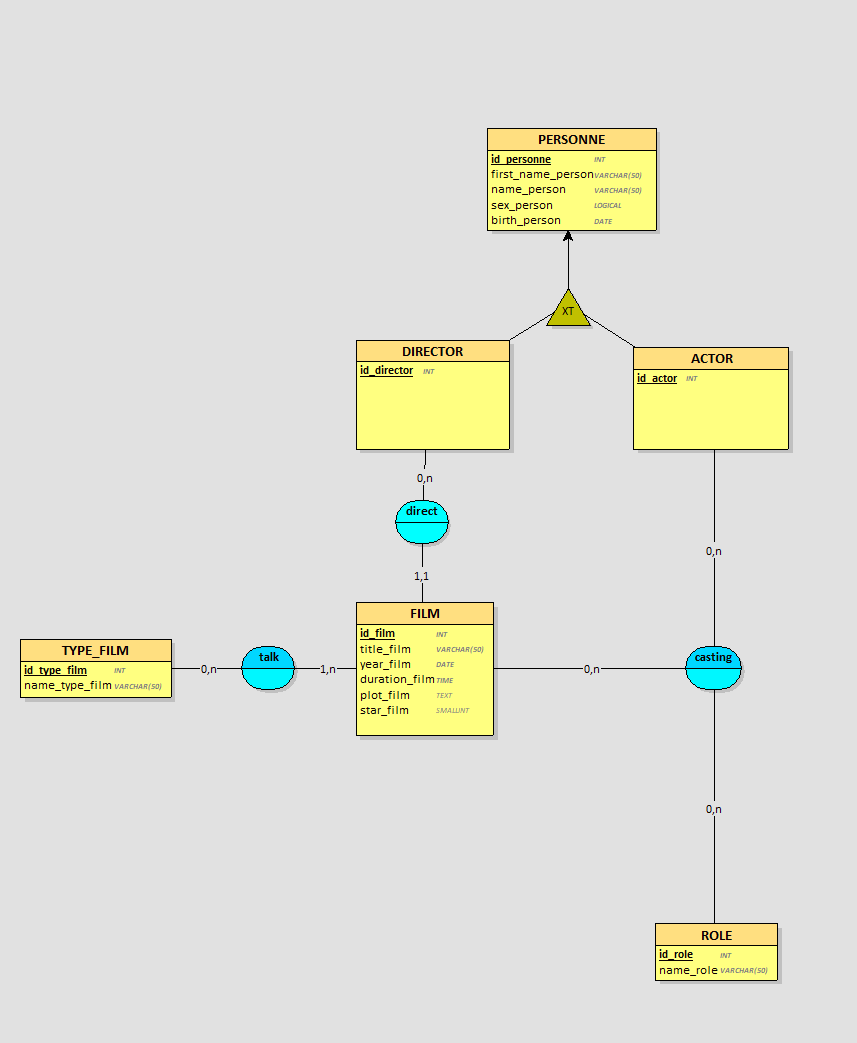 PERSONNE
id_personne INT
first_name_person VARCHAR(50)
name_person VARCHAR(50)
sex_person LOGICAL
birth_person DATE
XT
DIRECTOR
id_director INT
ACTOR
id_actor INT
0,n
direct
0,n
1,1
FILM
id_film INT
title_film VARCHAR(50)
year_film DATE
duration_film TIME
plot_film TEXT
star_film SMALLINT
TYPE_FILM
id_type_film INT
name_type_film VARCHAR(50)
0,n
talk
1,n
0,n
casting
0,n
ROLE
id_role INT
name_role VARCHAR(50)